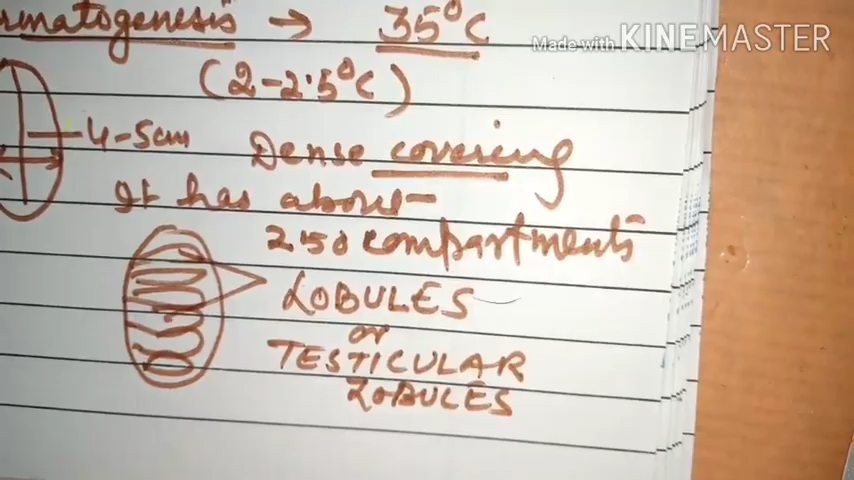 rmatogenesis → 35°C
Made with KINEMASTER
(2-2.5°C)
4-5cm
Dense covering
It has above-
250 compartments
LOBULES
or
TESTICULAR
LOBULES